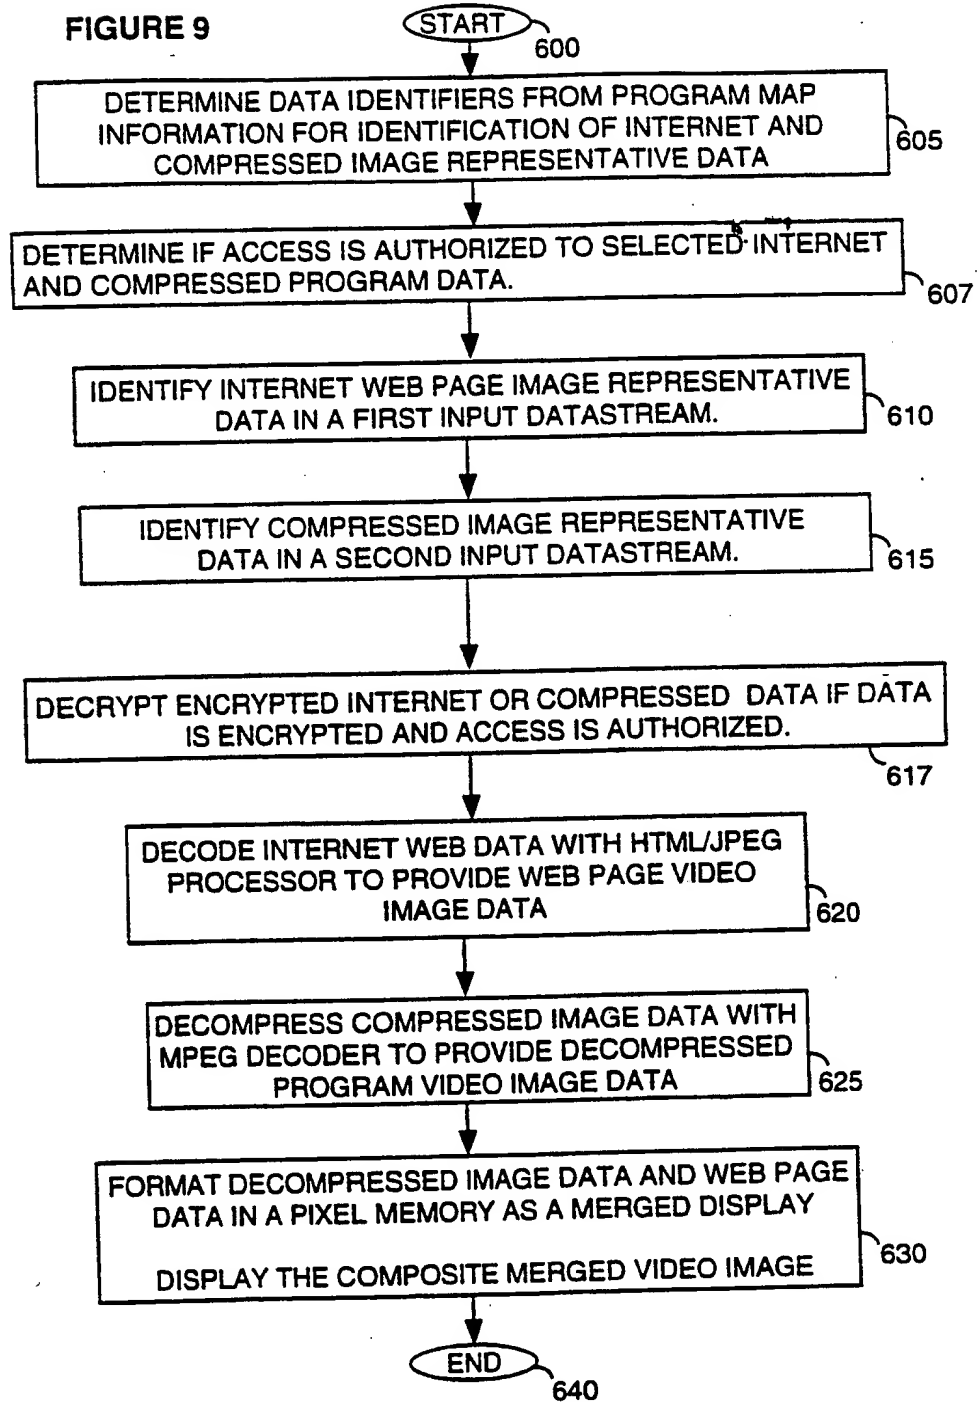 FIGURE 9
START
600
DETERMINE DATA IDENTIFIERS FROM PROGRAM MAP
INFORMATION FOR IDENTIFICATION OF INTERNET AND
COMPRESSED IMAGE REPRESENTATIVE DATA
605
DETERMINE IF ACCESS IS AUTHORIZED TO SELECTED INTERNET
AND COMPRESSED PROGRAM DATA.
607
IDENTIFY INTERNET WEB PAGE IMAGE REPRESENTATIVE
DATA IN A FIRST INPUT DATASTREAM.
610
IDENTIFY COMPRESSED IMAGE REPRESENTATIVE
DATA IN A SECOND INPUT DATASTREAM.
615
DECRYPT ENCRYPTED INTERNET OR COMPRESSED DATA IF DATA
IS ENCRYPTED AND ACCESS IS AUTHORIZED.
617
DECODE INTERNET WEB DATA WITH HTML/JPEG
PROCESSOR TO PROVIDE WEB PAGE VIDEO
IMAGE DATA
620
DECOMPRESS COMPRESSED IMAGE DATA WITH
MPEG DECODER TO PROVIDE DECOMPRESSED
PROGRAM VIDEO IMAGE DATA
625
FORMAT DECOMPRESSED IMAGE DATA AND WEB PAGE
DATA IN A PIXEL MEMORY AS A MERGED DISPLAY
DISPLAY THE COMPOSITE MERGED VIDEO IMAGE
630
END
640